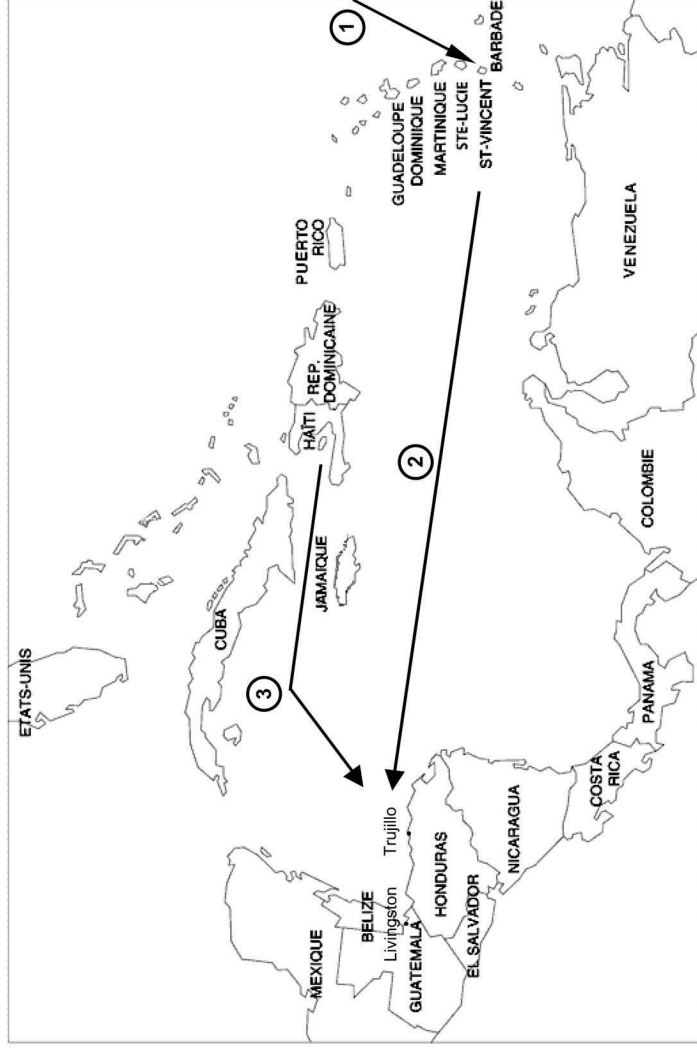 ETATS-UNIS
MEXIQUE
BELIZE
Livingston
GUATEMALA
Trujillo
HONDURAS
EL SALVADOR
NICARAGUA
COSTA
RICA
PANAMA
CUBA
JAMAIQUE
HAÏTI
REP.
DOMINICAINE
PUERTO
RICO
GUADELOUPE
DOMINIQUE
MARTINIQUE
STE-LUCIE
ST-VINCENT
BARBADE
COLOMBIE
VENEZUELA
1
2
3